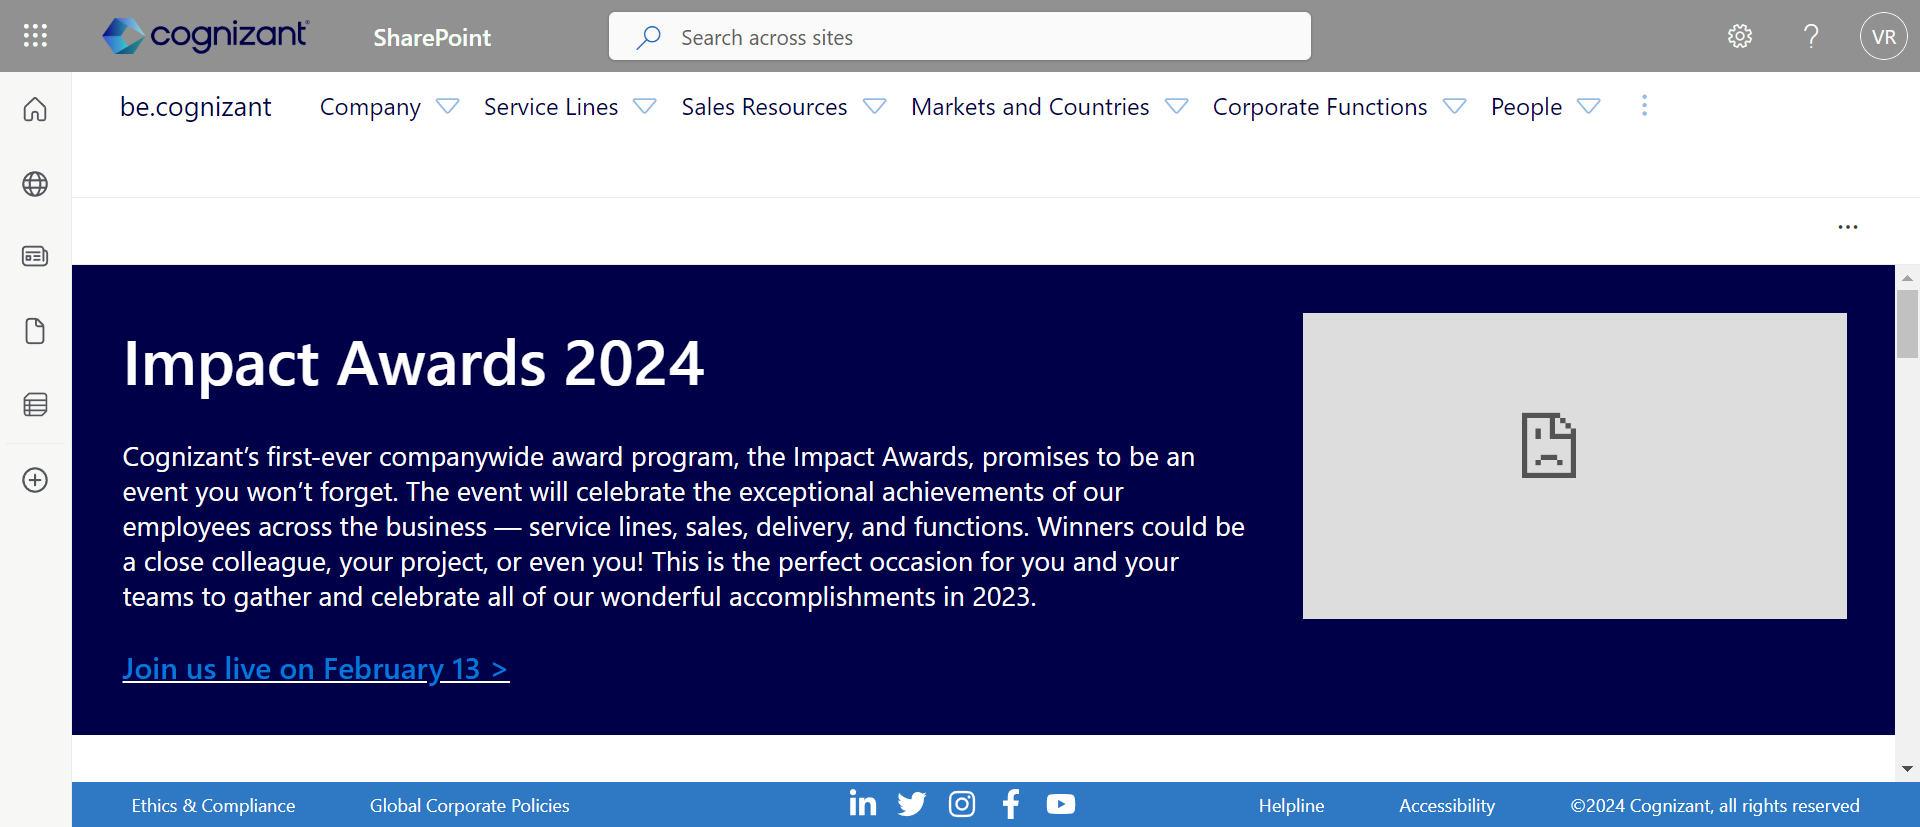 cognizant
SharePoint
Search across sites
VR
be.cognizant
Company
Service Lines
Sales Resources
Markets and Countries
Corporate Functions
People
Impact Awards 2024
Cognizant’s first-ever companywide award program, the Impact Awards, promises to be an
event you won’t forget. The event will celebrate the exceptional achievements of our
employees across the business — service lines, sales, delivery, and functions. Winners could be
a close colleague, your project, or even you! This is the perfect occasion for you and your
teams to gather and celebrate all of our wonderful accomplishments in 2023.
Join us live on February 13 >
Ethics & Compliance
Global Corporate Policies
Helpline
Accessibility
©2024 Cognizant, all rights reserved